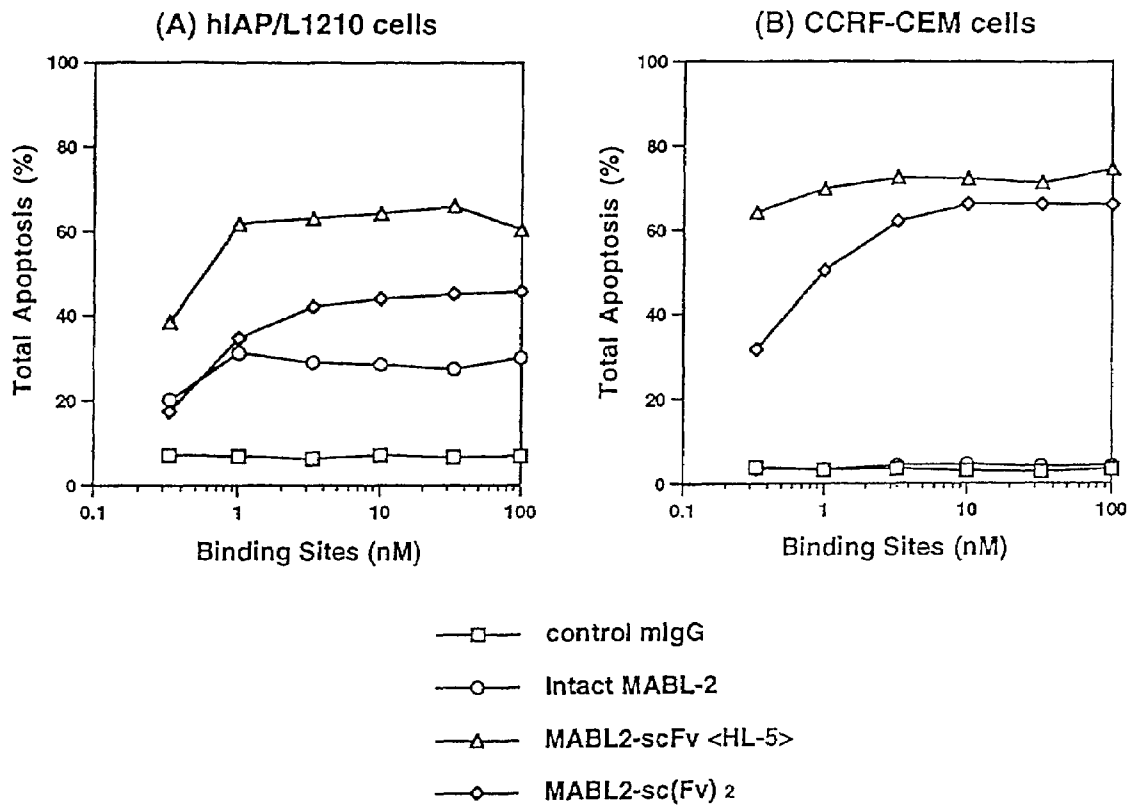 (A) hIAP/L1210 cells
100
80
60
40
20
0
0.1 1 10 100
Total Apoptosis (%)
Binding Sites (nM)
(B) CCRF-CEM cells
100
80
60
40
20
0
0.1 1 10 100
Total Apoptosis (%)
Binding Sites (nM)
control mIgG
Intact MABL-2
MABL2-scFv <HL-5>
MABL2-sc(Fv) 2